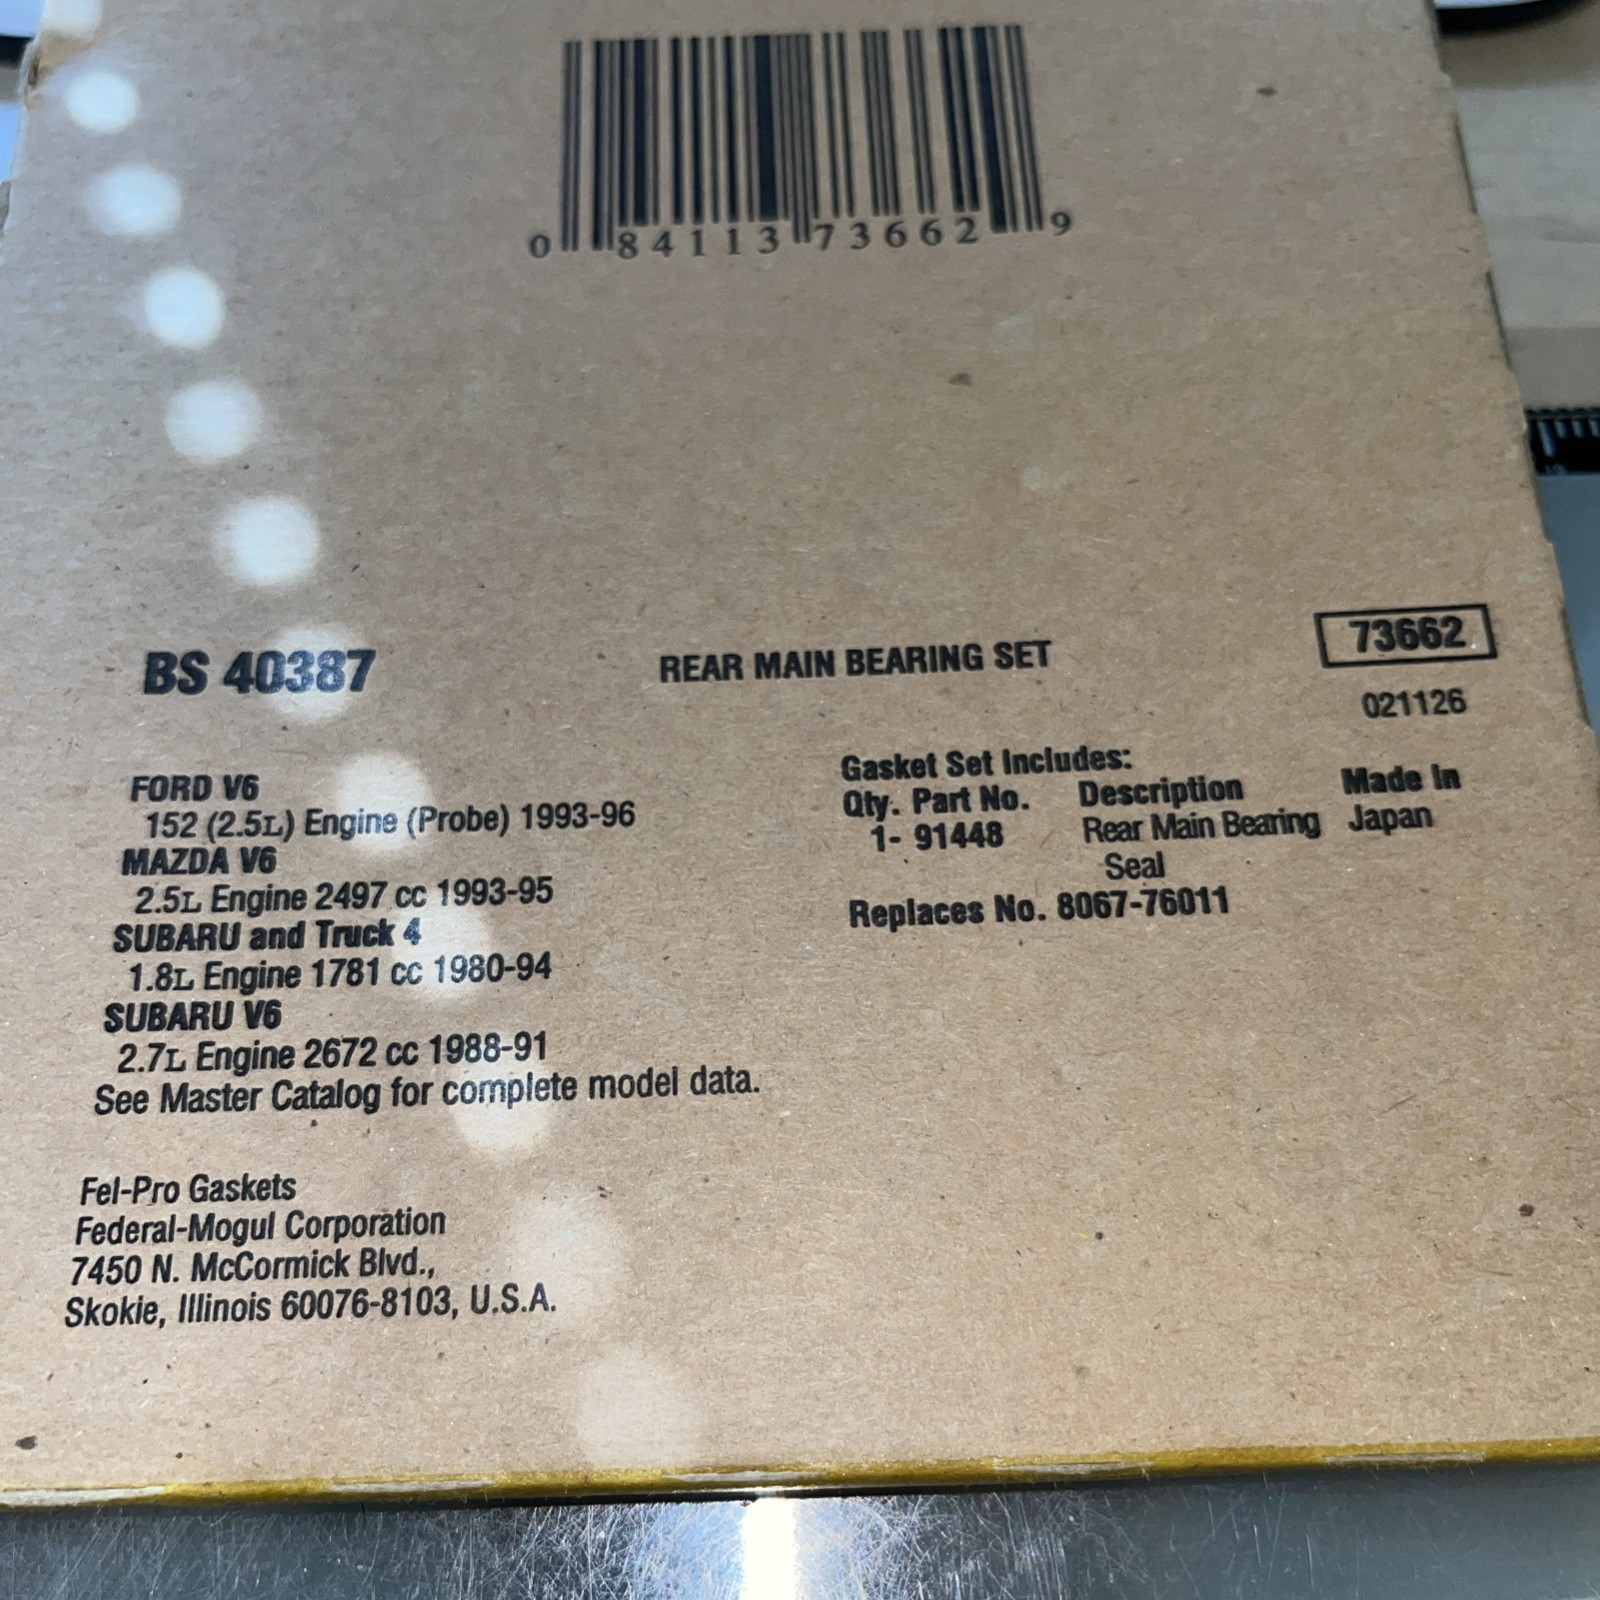 0 84113 73662 9
BS 40387
REAR MAIN BEARING SET
73662
021126
FORD V6
152 (2.5L) Engine (Probe) 1993-96
MAZDA V6
2.5L Engine 2497 cc 1993-95
SUBARU and Truck 4
1.8L Engine 1781 cc 1980-94
SUBARU V6
2.7L Engine 2672 cc 1988-91
See Master Catalog for complete model data.
Gasket Set Includes:
Qty. Part No. Description Made In
1- 91448 Rear Main Bearing Japan
Seal
Replaces No. 8067-76011
Fel-Pro Gaskets
Federal-Mogul Corporation
7450 N. McCormick Blvd.,
Skokie, Illinois 60076-8103, U.S.A.